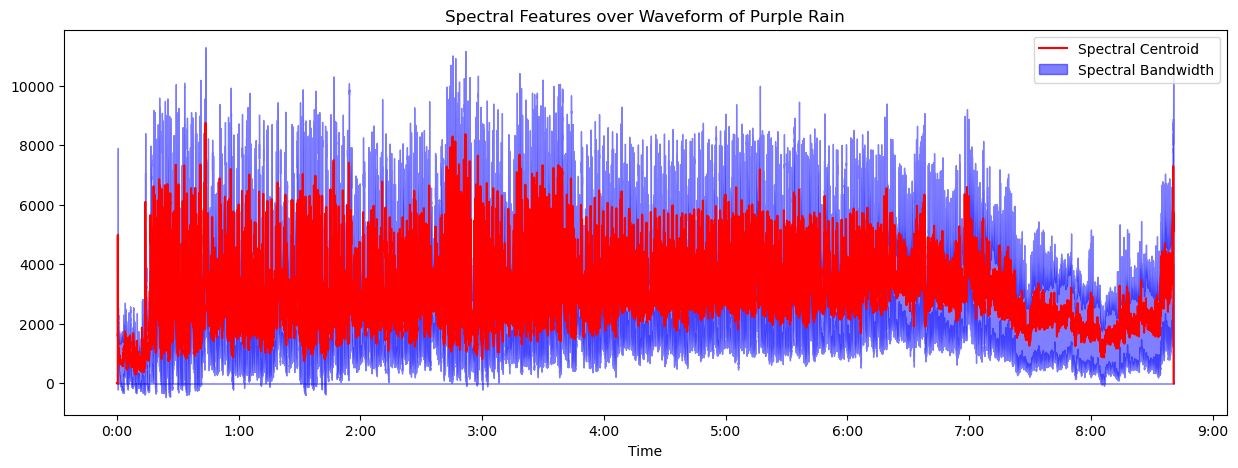 Spectral Features over Waveform of Purple Rain
Spectral Centroid
Spectral Bandwidth
10000
8000
6000
4000
2000
0
0:00 1:00 2:00 3:00 4:00 5:00 6:00 7:00 8:00 9:00
Time